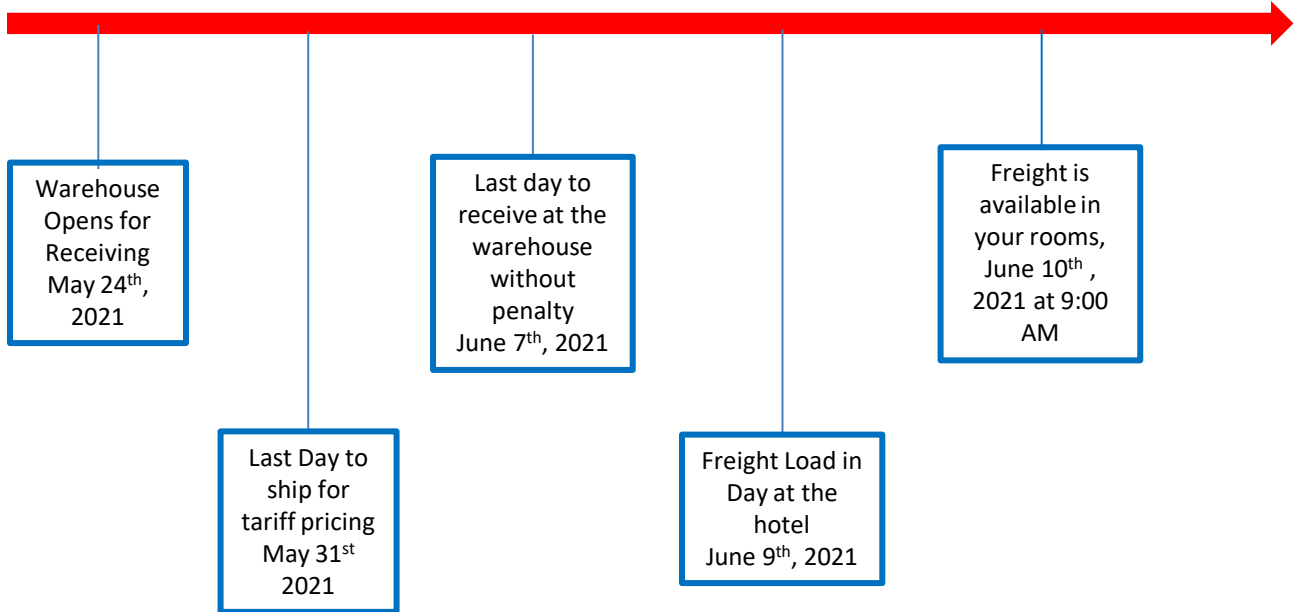 Warehouse
Opens for
Receiving
May 24th,
2021
Last Day to
ship for
tariff pricing
May 31st
2021
Last day to
receive at the
warehouse
without
penalty
June 7th, 2021
Freight Load in
Day at the
hotel
June 9th, 2021
Freight is
available in
your rooms,
June 10th ,
2021 at 9:00
AM